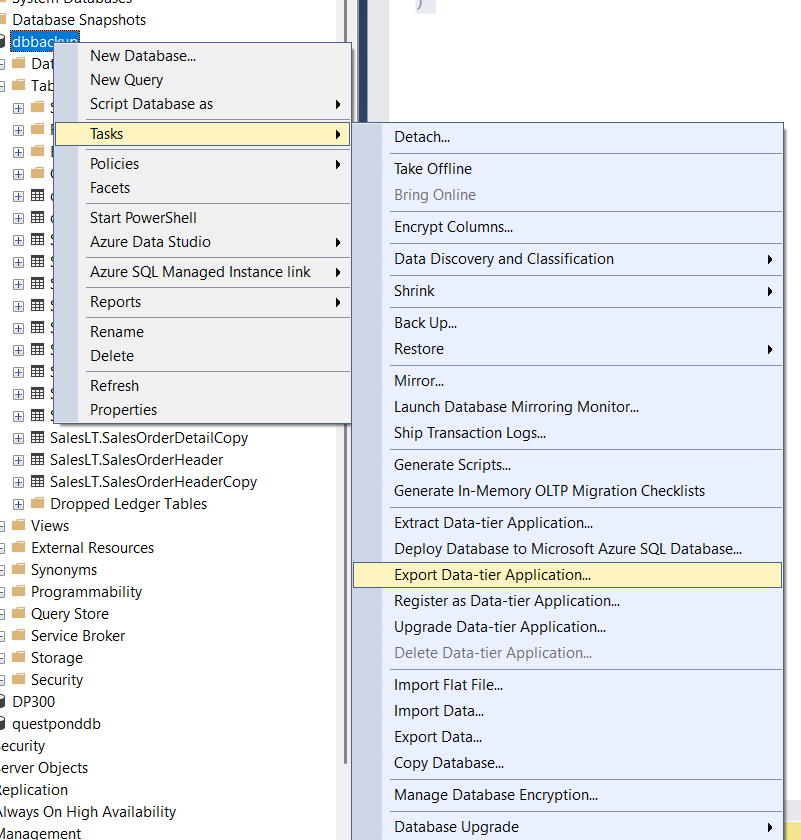 System Databases
Database Snapshots
dbbackup
Dat
Tab
New Database...
New Query
Script Database as
Tasks
Policies
Facets
Start PowerShell
Azure Data Studio
Azure SQL Managed Instance link
Reports
Rename
Delete
Refresh
Properties
Detach...
Take Offline
Bring Online
Encrypt Columns...
Data Discovery and Classification
Shrink
Back Up...
Restore
Mirror...
Launch Database Mirroring Monitor...
Ship Transaction Logs...
Generate Scripts...
Generate In-Memory OLTP Migration Checklists
Extract Data-tier Application...
Deploy Database to Microsoft Azure SQL Database...
Export Data-tier Application...
Register as Data-tier Application...
Upgrade Data-tier Application...
Delete Data-tier Application...
Import Flat File...
Import Data...
Export Data...
Copy Database...
Manage Database Encryption...
Database Upgrade
SalesLT.SalesOrderDetailCopy
SalesLT.SalesOrderHeader
SalesLT.SalesOrderHeaderCopy
Dropped Ledger Tables
Views
External Resources
Synonyms
Programmability
Query Store
Service Broker
Storage
Security
DP300
questponddb
ecurity
erver Objects
eplication
lways On High Availability
Management
)